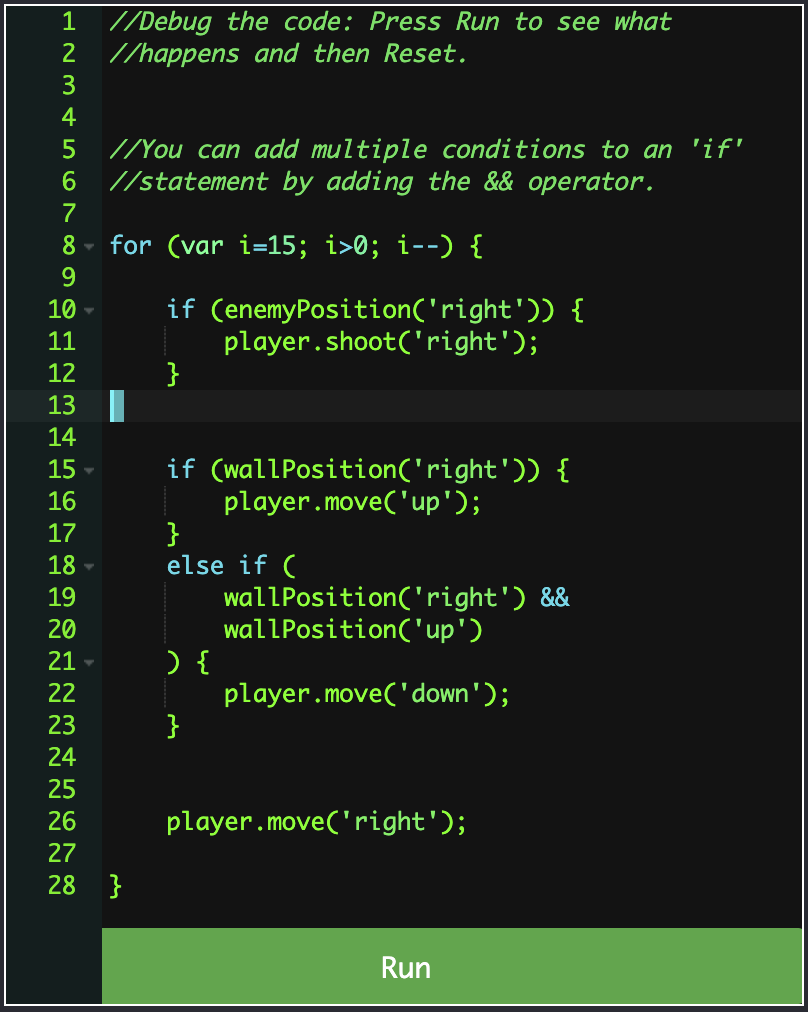 1 //Debug the code: Press Run to see what
2 //happens and then Reset.
3
4
5 //You can add multiple conditions to an 'if'
6 //statement by adding the && operator.
7
8 for (var i=15; i>0; i--) {
9
10     if (enemyPosition('right')) {
11         player.shoot('right');
12     }
13
14
15     if (wallPosition('right')) {
16         player.move('up');
17     }
18     else if (
19         wallPosition('right') &&
20         wallPosition('up')
21     ) {
22         player.move('down');
23     }
24
25
26     player.move('right');
27
28 }
Run